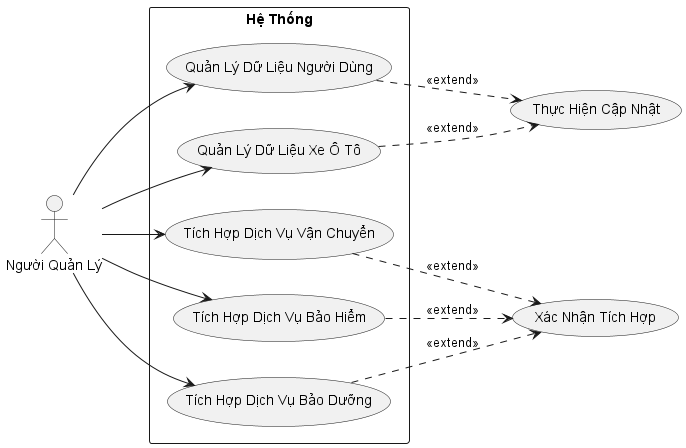 Hệ Thống
Quản Lý Dữ Liệu Người Dùng
«extend»
Thực Hiện Cập Nhật
«extend»
Quản Lý Dữ Liệu Xe Ô Tô
Tích Hợp Dịch Vụ Vận Chuyển
Người Quản Lý
«extend»
Tích Hợp Dịch Vụ Bảo Hiểm
«extend»
Xác Nhận Tích Hợp
«extend»
Tích Hợp Dịch Vụ Bảo Dưỡng